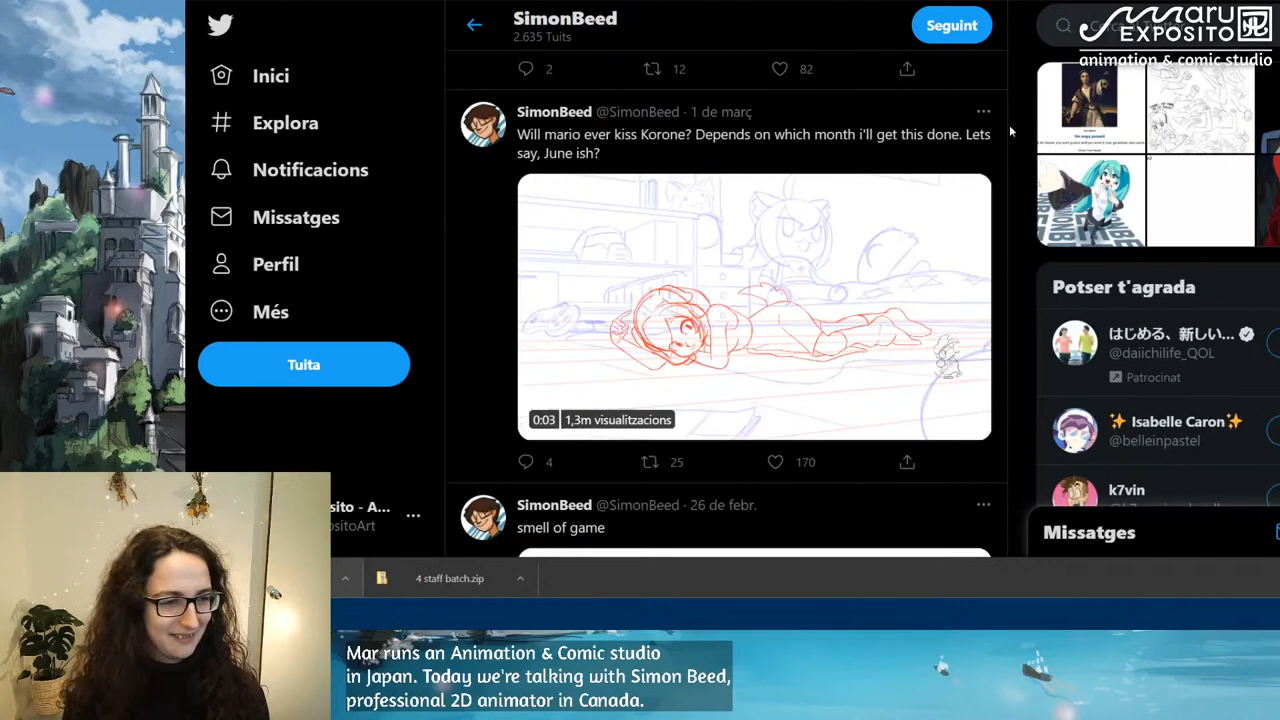 SimonBeed
2.635 Tuits
Seguint
maru
EXPOSITO
animation & comic studio
2
12
82
Inici
Explora
Notificacions
Missatges
Perfil
Més
Tuita
SimonBeed @SimonBeed · 1 de març
Will mario ever kiss Korone? Depends on which month i'll get this done. Lets
say, June ish?
0:03
1,3m visualitzacions
4
25
170
SimonBeed @SimonBeed · 26 de febr.
smell of game
Potser t'agrada
はじめる、新しい...
@daiichilife_QOL
Patrocinat
✨ Isabelle Caron✨
@belleinpastel
k7vin
Missatges
sito - A...
ositoArt
4 staff batch.zip
Mar runs an Animation & Comic studio
in Japan. Today we're talking with Simon Beed,
professional 2D animator in Canada.